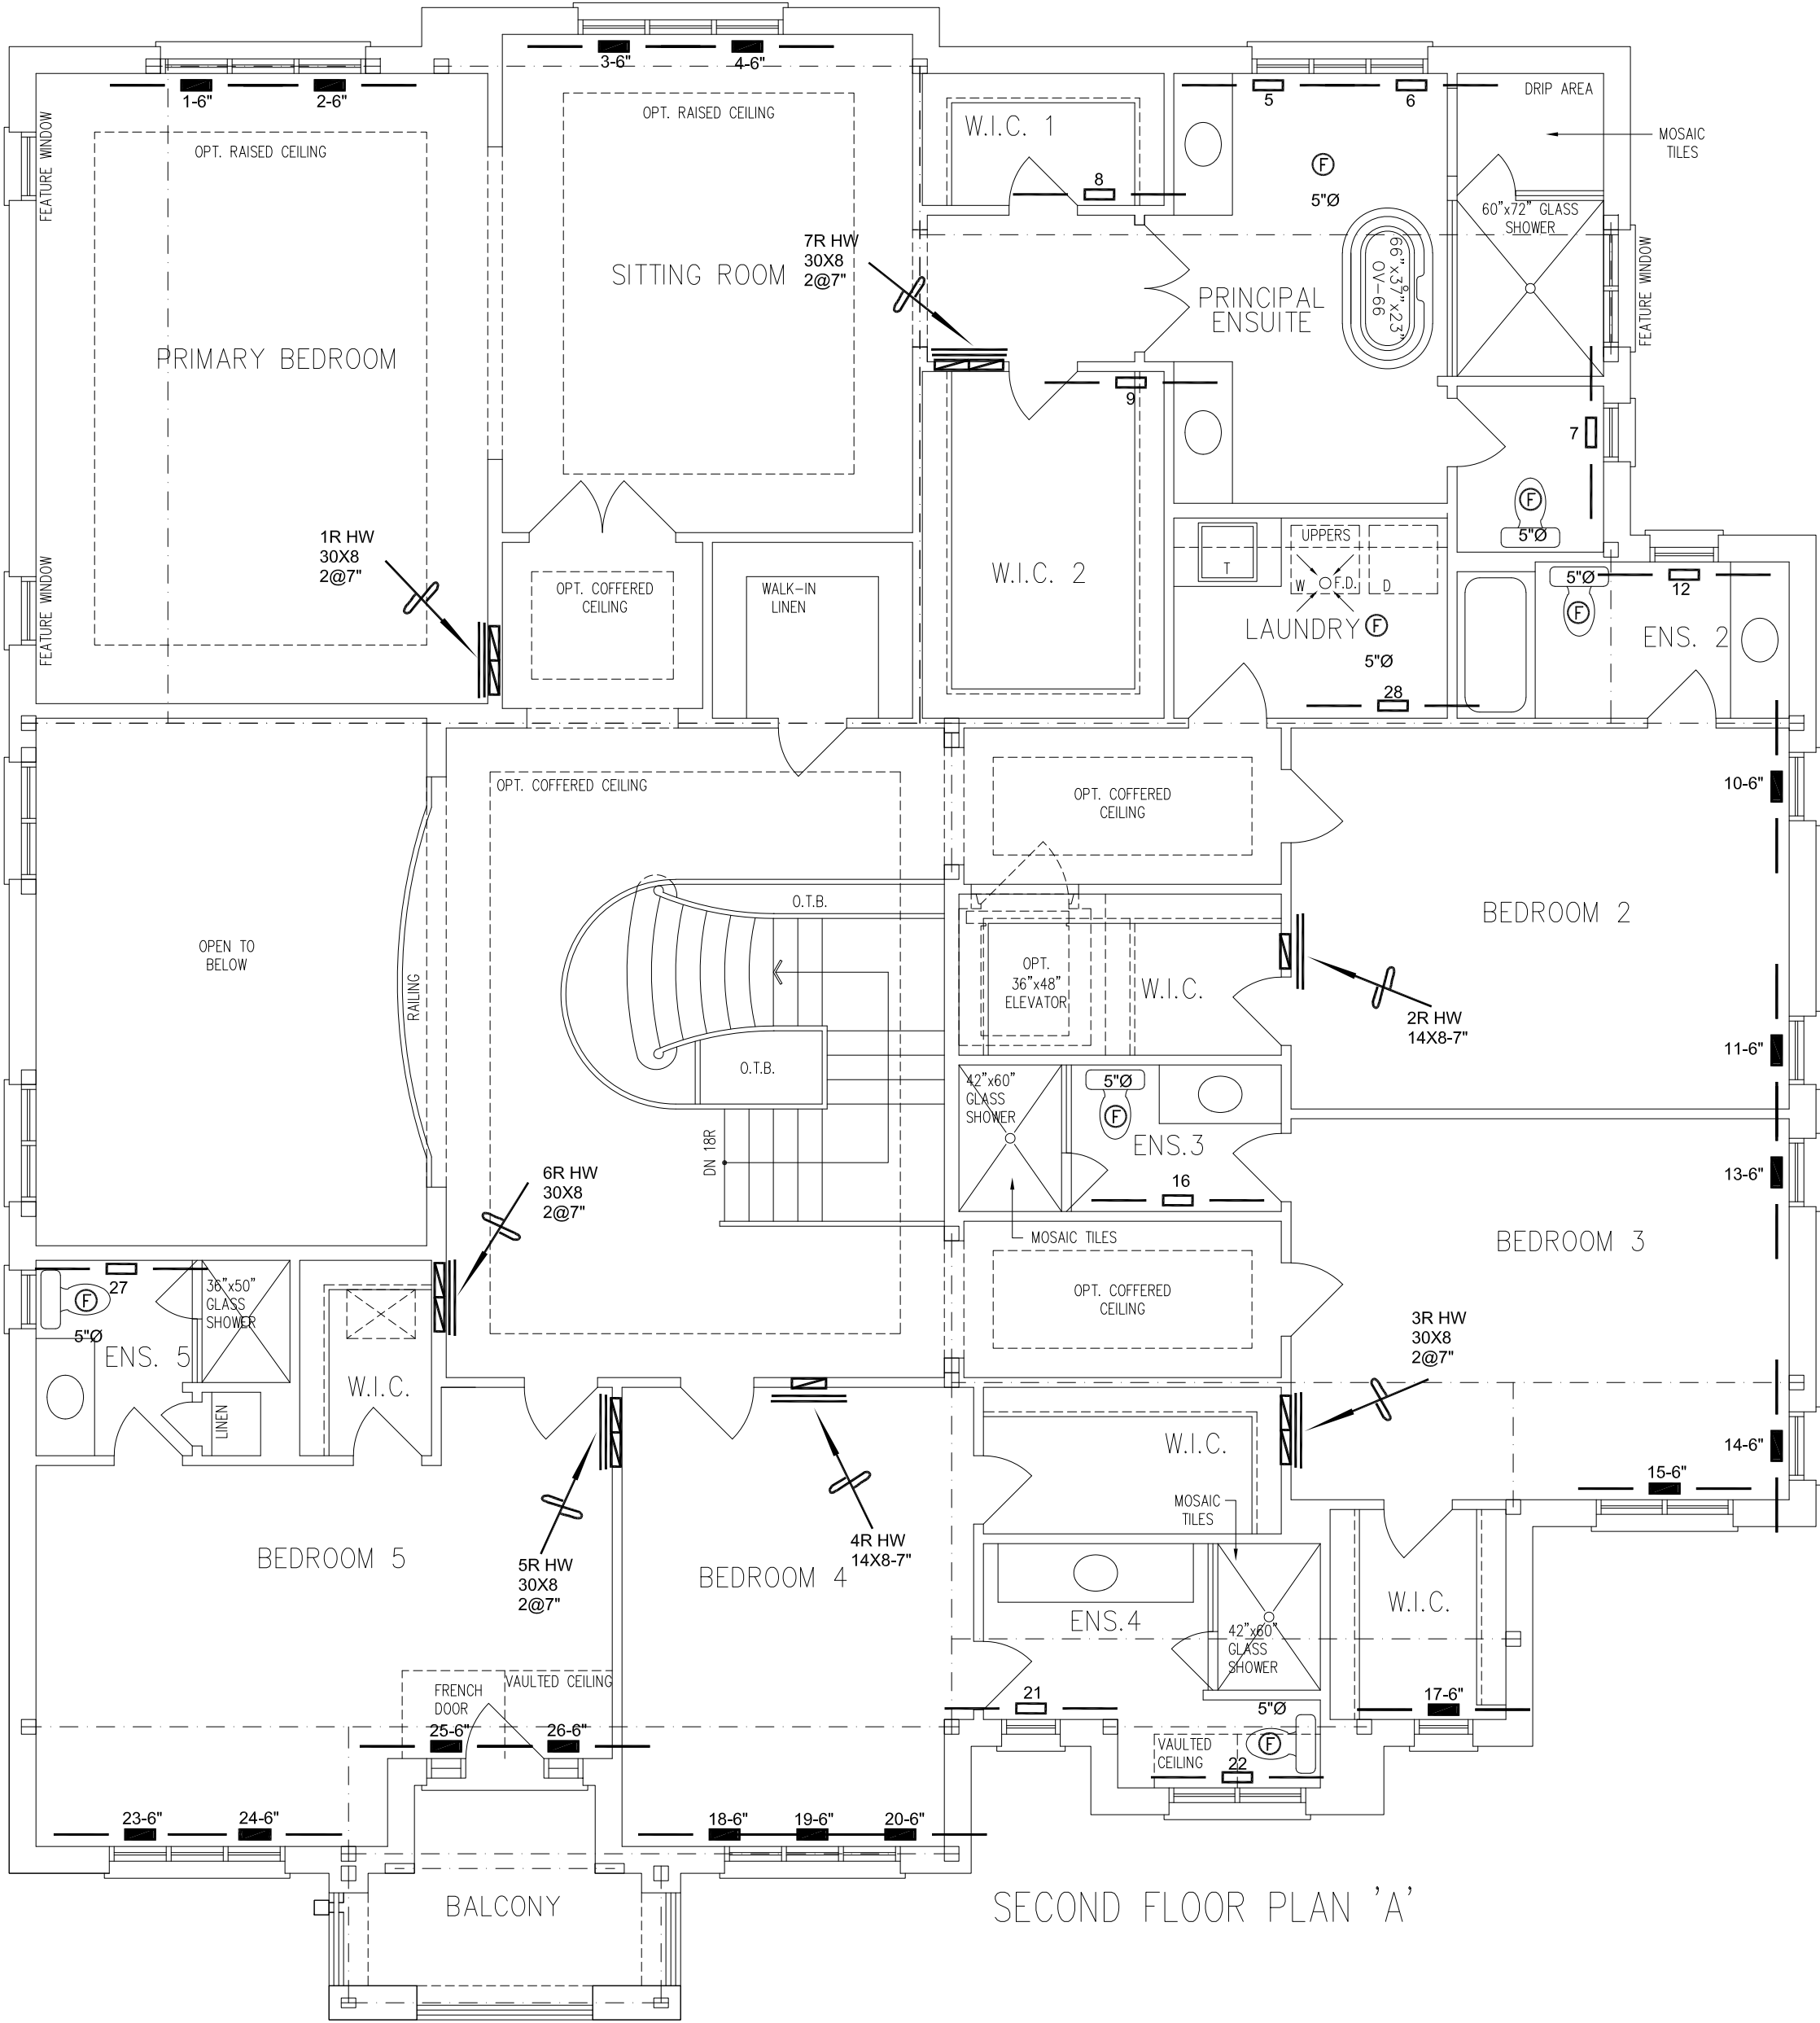 3-6"
4-6"
1-6"
2-6"
5
6
DRIP AREA
OPT. RAISED CEILING
W.I.C. 1
MOSAIC
TILES
OPT. RAISED CEILING
FEATURE WINDOW
8
F
5"Ø
60"x72" GLASS
SHOWER
7R HW
30X8
2@7"
SITTING ROOM
PRINCIPAL
ENSUITE
66"x37"x23"
OV-66
FEATURE WINDOW
PRIMARY BEDROOM
9
7
1R HW
30X8
2@7"
F
5"Ø
UPPERS
T
W
F.D.
D
FEATURE WINDOW
OPT. COFFERED
CEILING
WALK-IN
LINEN
W.I.C. 2
LAUNDRY
F
5"Ø
28
5"Ø
F
12
ENS. 2
OPT. COFFERED CEILING
OPT. COFFERED
CEILING
10-6"
O.T.B.
BEDROOM 2
OPEN TO
BELOW
RAILING
OPT.
36"x48"
ELEVATOR
W.I.C.
2R HW
14X8-7"
11-6"
O.T.B.
42"x60"
GLASS
SHOWER
5"Ø
F
ENS.3
DN 18R
16
13-6"
6R HW
30X8
2@7"
MOSAIC TILES
BEDROOM 3
27
F
5"Ø
36"x50"
GLASS
SHOWER
ENS. 5
W.I.C.
OPT. COFFERED
CEILING
3R HW
30X8
2@7"
LINEN
W.I.C.
14-6"
15-6"
MOSAIC
TILES
4R HW
14X8-7"
5R HW
30X8
2@7"
BEDROOM 5
BEDROOM 4
ENS.4
W.I.C.
42"x60"
GLASS
SHOWER
VAULTED CEILING
FRENCH
DOOR
21
5"Ø
17-6"
25-6"
26-6"
VAULTED
CEILING
F
22
23-6"
24-6"
18-6"
19-6"
20-6"
BALCONY
SECOND FLOOR PLAN 'A'